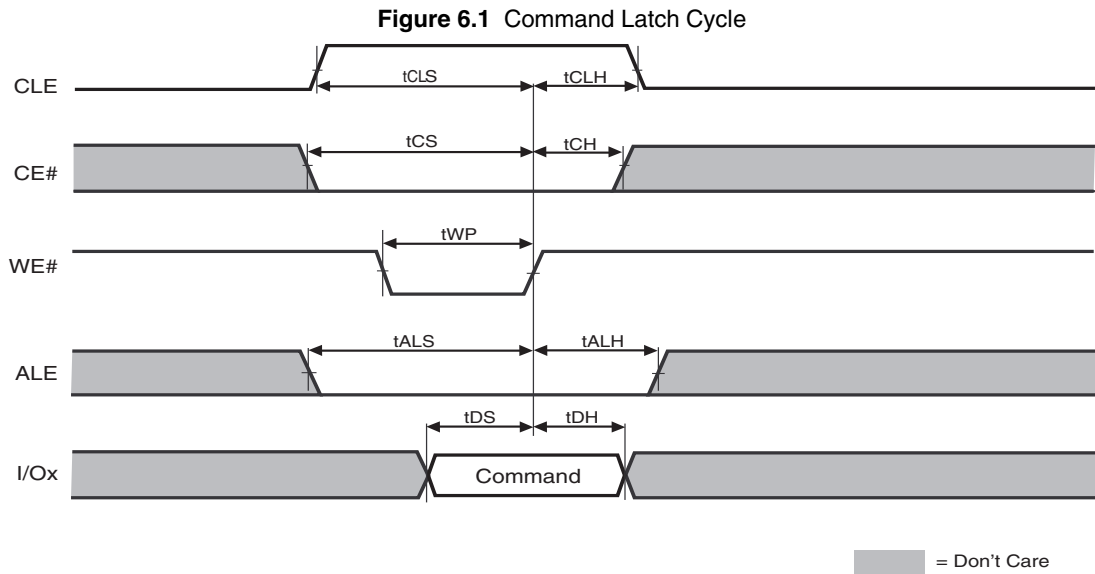 Figure 6.1 Command Latch Cycle
CLE
tCLS
tCLH
CE#
tCS
tCH
WE#
tWP
ALE
tALS
tALH
I/Ox
tDS
tDH
Command
= Don't Care